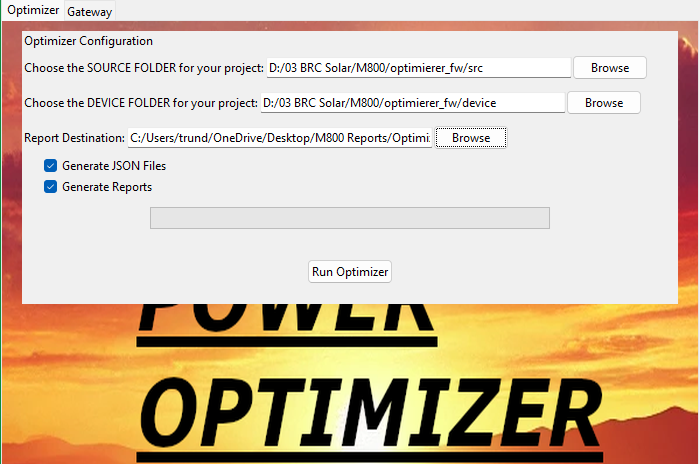 Optimizer Gateway
Optimizer Configuration
Choose the SOURCE FOLDER for your project: D:/03 BRC Solar/M800/optimierer_fw/src Browse
Choose the DEVICE FOLDER for your project: D:/03 BRC Solar/M800/optimierer_fw/device Browse
Report Destination: C:/Users/trund/OneDrive/Desktop/M800 Reports/Optimi Browse
Generate JSON Files
Generate Reports
Run Optimizer
POWER
OPTIMIZER